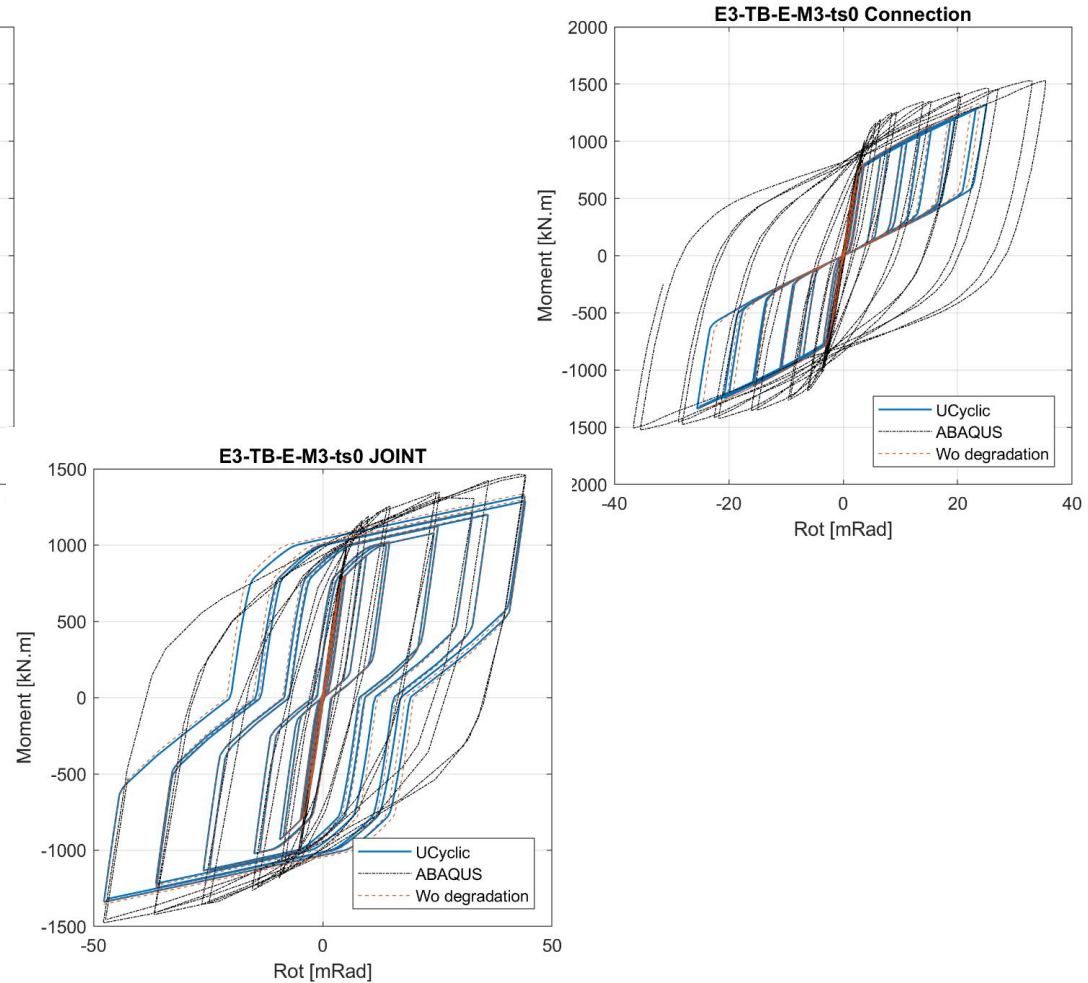 E3-TB-E-M3-ts0 Connection
2000
1500
1000
500
0
-500
-1000
1500
2000
-40
-20
0
20
40
Moment [kN.m]
Rot [mRad]
UCyclic
ABAQUS
Wo degradation
E3-TB-E-M3-ts0 JOINT
1500
1000
500
0
-500
-1000
-1500
-50
0
50
Moment [kN.m]
Rot [mRad]
UCyclic
ABAQUS
Wo degradation